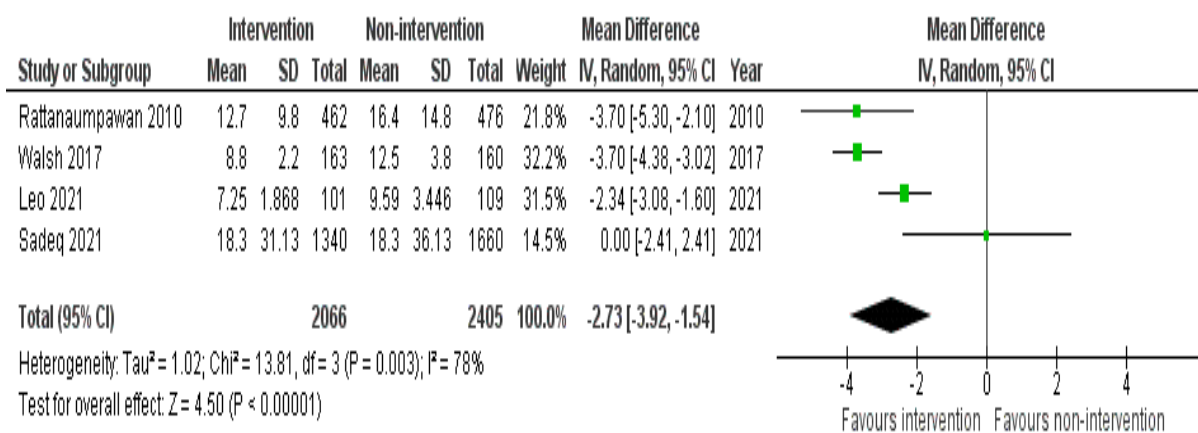 Intervention Non-intervention Mean Difference Mean Difference
Study or Subgroup Mean SD Total Mean SD Total Weight IV, Random, 95% CI Year IV, Random, 95% CI
Rattanaumpawan 2010 12.7 9.8 462 16.4 14.8 476 21.8% -3.70 [-5.30, -2.10] 2010
Walsh 2017 8.8 2.2 163 12.5 3.8 160 32.2% -3.70 [-4.38, -3.02] 2017
Leo 2021 7.25 1.868 101 9.59 3.446 109 31.5% -2.34 [-3.08, -1.60] 2021
Sadeq 2021 18.3 31.13 1340 18.3 36.13 1660 14.5% 0.00 [-2.41, 2.41] 2021
Total (95% CI) 2066 2405 100.0% -2.73 [-3.92, -1.54]
Heterogeneity: Tau² = 1.02; Chi² = 13.81, df = 3 (P = 0.003); I² = 78%
Test for overall effect: Z = 4.50 (P < 0.00001)
-4 -2 0 2 4
Favours intervention Favours non-intervention